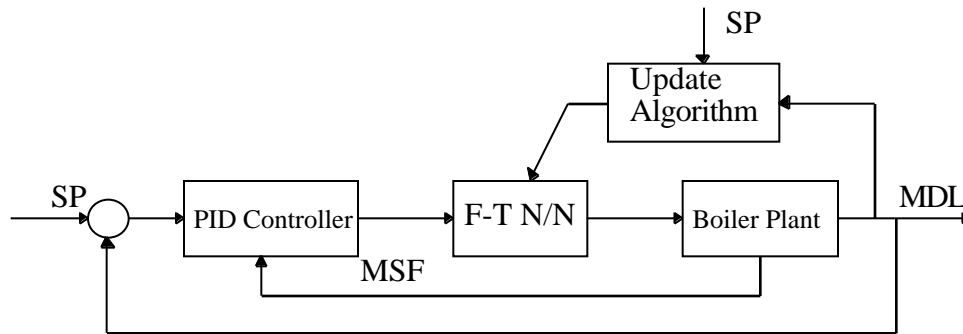 SP
Update
Algorithm
SP
PID Controller
F-T N/N
Boiler Plant
MDL
MSF